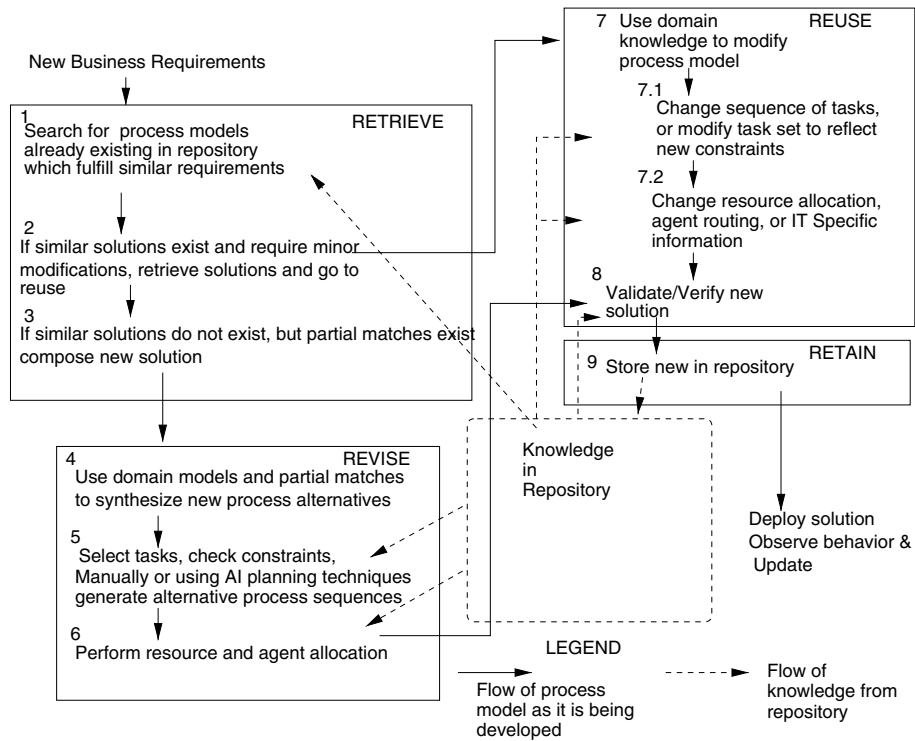 New Business Requirements
RETRIEVE
1
Search for process models
already existing in repository
which fulfill similar requirements
2
If similar solutions exist and require minor
modifications, retrieve solutions and go to
reuse
3
If similar solutions do not exist, but partial matches exist
compose new solution
REVISE
4
Use domain models and partial matches
to synthesize new process alternatives
5
Select tasks, check constraints,
Manually or using AI planning techniques
generate alternative process sequences
6
Perform resource and agent allocation
REUSE
7
Use domain
knowledge to modify
process model
7.1
Change sequence of tasks,
or modify task set to reflect
new constraints
7.2
Change resource allocation,
agent routing, or IT Specific
information
8
Validate/Verify new
solution
RETAIN
9
Store new in repository
Knowledge
in
Repository
Deploy solution
Observe behavior &
Update
LEGEND
Flow of process
model as it is being
developed
Flow of
knowledge from
repository